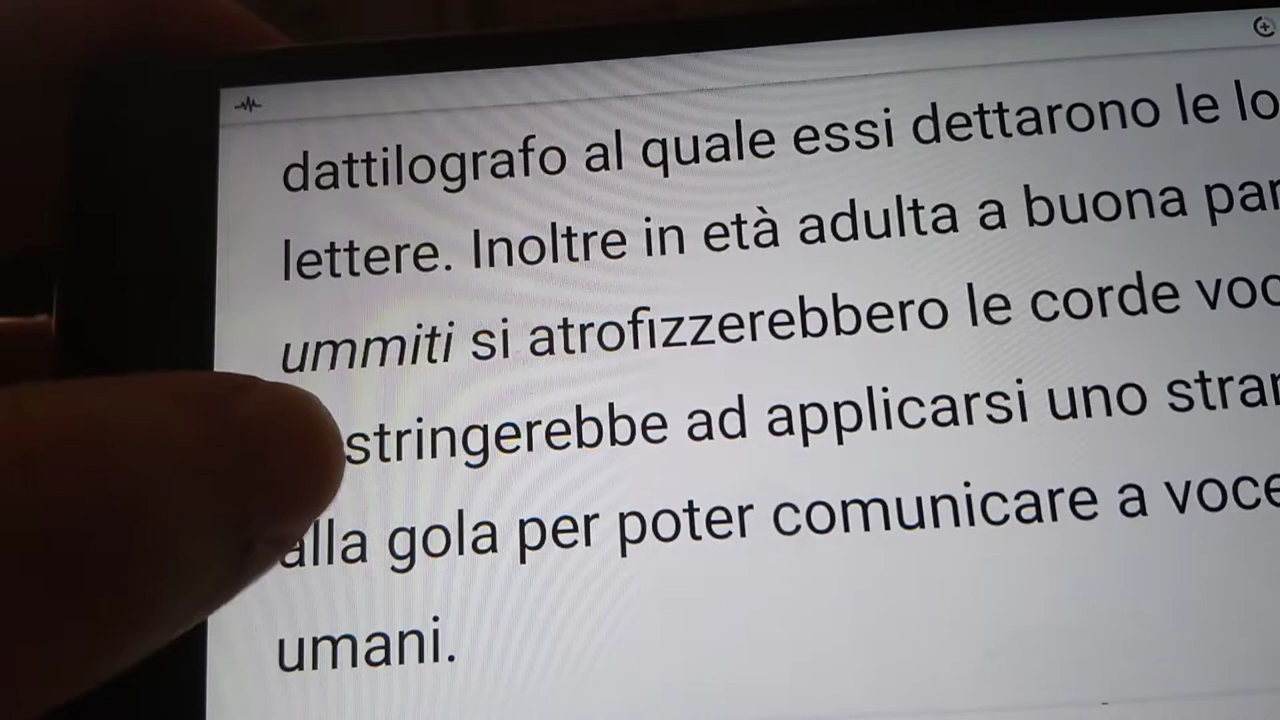 dattilografo al quale essi dettarono le lo
lettere. Inoltre in età adulta a buona par
ummiti si atrofizzerebbero le corde voc
stringerebbe ad applicarsi uno stran
alla gola per poter comunicare a voce
umani.